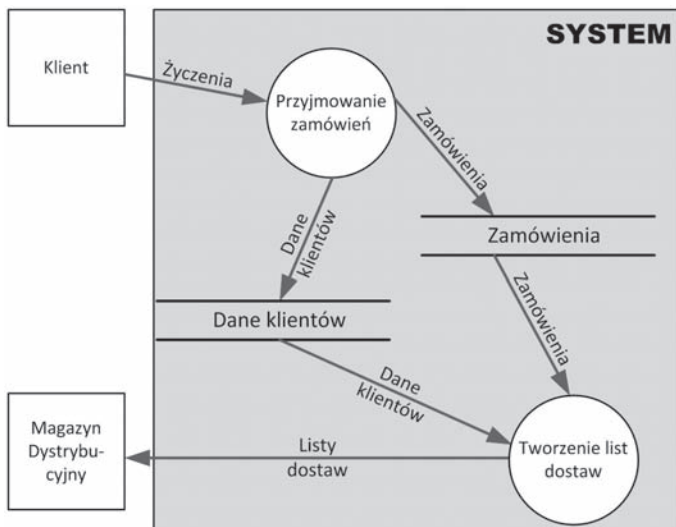 SYSTEM
Klient
Życzenia
Przyjmowanie
zamówień
Zamówienia
Dane
klientów
Zamówienia
Dane klientów
Zamówienia
Dane
klientów
Magazyn
Dystrybu-
cyjny
Listy
dostaw
Tworzenie list
dostaw